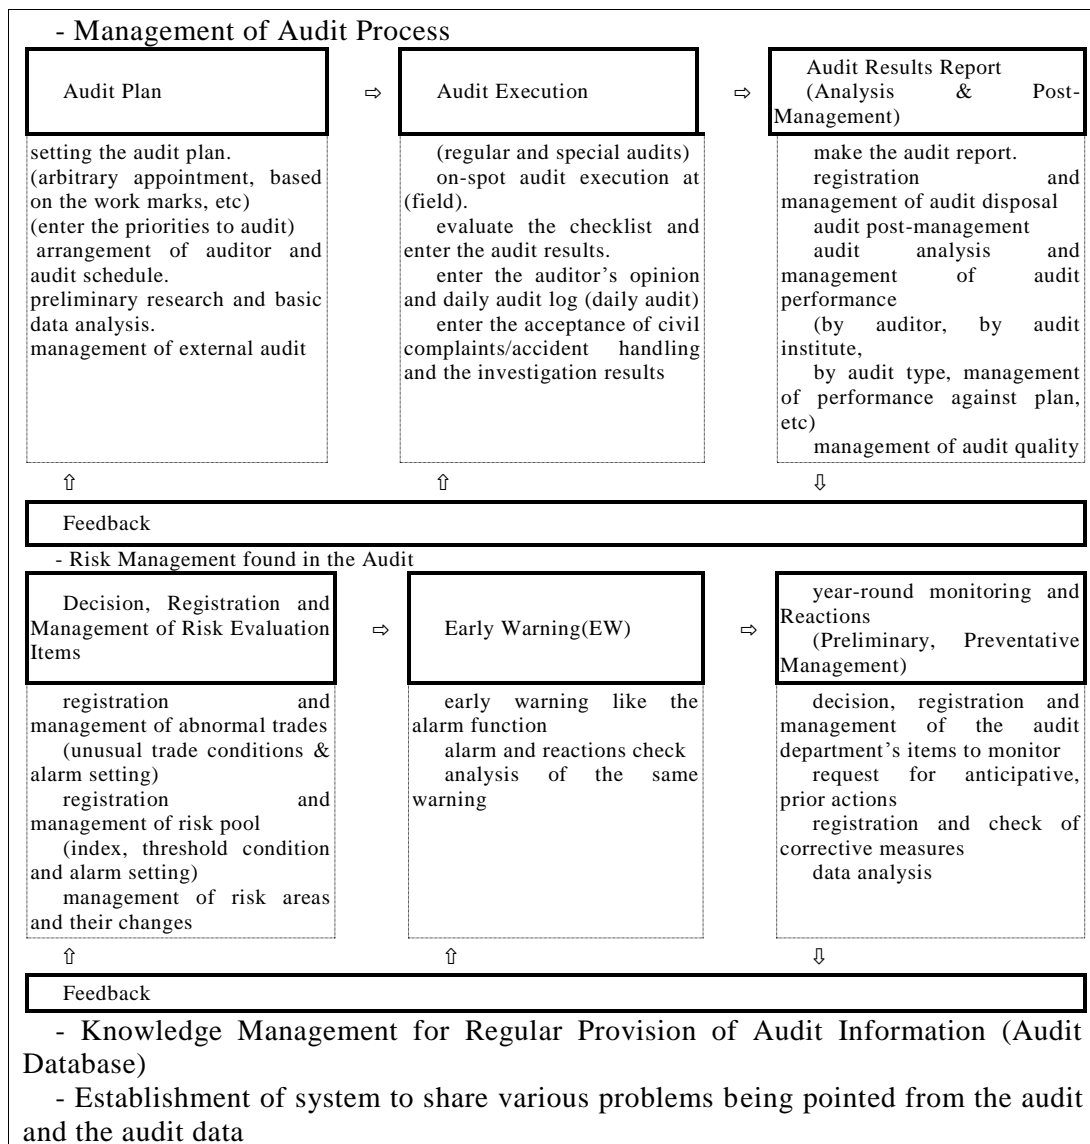 - Management of Audit Process
Audit Plan
⇨
Audit Execution
⇨
Audit Results Report
(Analysis & Post-
Management)
setting the audit plan.
(arbitrary appointment, based
on the work marks, etc)
(enter the priorities to audit)
arrangement of auditor and
audit schedule.
preliminary research and basic
data analysis.
management of external audit
(regular and special audits)
on-spot audit execution at
(field).
evaluate the checklist and
enter the audit results.
enter the auditor's opinion
and daily audit log (daily audit)
enter the acceptance of civil
complaints/accident handling
and the investigation results
make the audit report.
registration and
management of audit disposal
audit post-management
audit analysis and
management of audit
performance
(by auditor, by audit
institute,
by audit type, management
of performance against plan,
etc)
management of audit quality
⇧ ⇧ ⇩
Feedback
- Risk Management found in the Audit
Decision, Registration and
Management of Risk Evaluation
Items
⇨
Early Warning(EW)
⇨
year-round monitoring and
Reactions
(Preliminary, Preventative
Management)
registration and
management of abnormal trades
(unusual trade conditions &
alarm setting)
registration and
management of risk pool
(index, threshold condition
and alarm setting)
management of risk areas
and their changes
early warning like the
alarm function
alarm and reactions check
analysis of the same
warning
decision, registration and
management of the audit
department's items to monitor
request for anticipative,
prior actions
registration and check of
corrective measures
data analysis
⇧ ⇧ ⇩
Feedback
- Knowledge Management for Regular Provision of Audit Information (Audit
Database)
- Establishment of system to share various problems being pointed from the audit
and the audit data